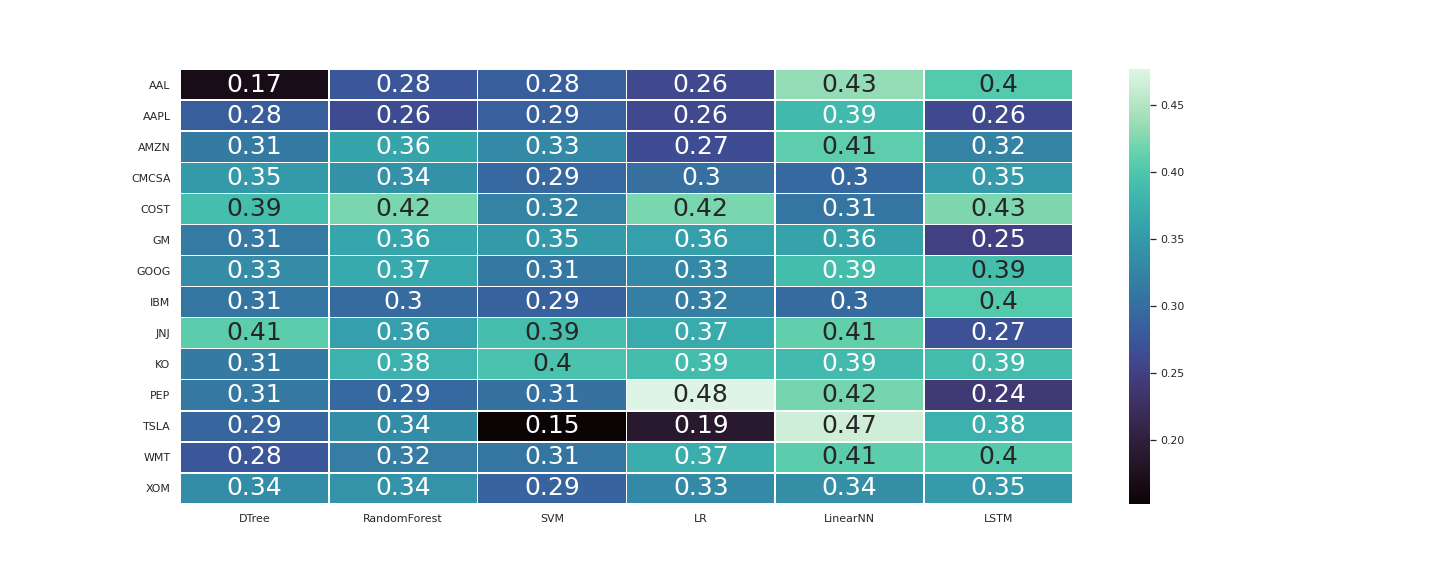 AAL 0.17 0.28 0.28 0.26 0.43 0.4
AAPL 0.28 0.26 0.29 0.26 0.39 0.26
AMZN 0.31 0.36 0.33 0.27 0.41 0.32
CMCSA 0.35 0.34 0.29 0.3 0.3 0.35
COST 0.39 0.42 0.32 0.42 0.31 0.43
GM 0.31 0.36 0.35 0.36 0.36 0.25
GOOG 0.33 0.37 0.31 0.33 0.39 0.39
IBM 0.31 0.3 0.29 0.32 0.3 0.4
JNJ 0.41 0.36 0.39 0.37 0.41 0.27
KO 0.31 0.38 0.4 0.39 0.39 0.39
PEP 0.31 0.29 0.31 0.48 0.42 0.24
TSLA 0.29 0.34 0.15 0.19 0.47 0.38
WMT 0.28 0.32 0.31 0.37 0.41 0.4
XOM 0.34 0.34 0.29 0.33 0.34 0.35
DTree RandomForest SVM LR LinearNN LSTM
0.45
0.40
0.35
0.30
0.25
0.20